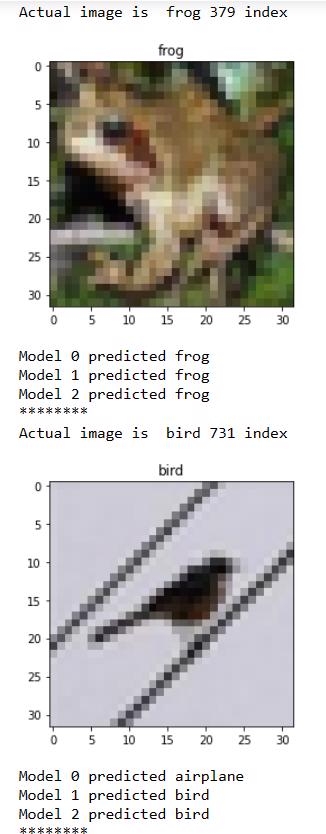 Actual image is  frog 379 index
frog
0
5
10
15
20
25
30
0 5 10 15 20 25 30
Model 0 predicted frog
Model 1 predicted frog
Model 2 predicted frog
********
Actual image is  bird 731 index
bird
0
5
10
15
20
25
30
0 5 10 15 20 25 30
Model 0 predicted airplane
Model 1 predicted bird
Model 2 predicted bird
********